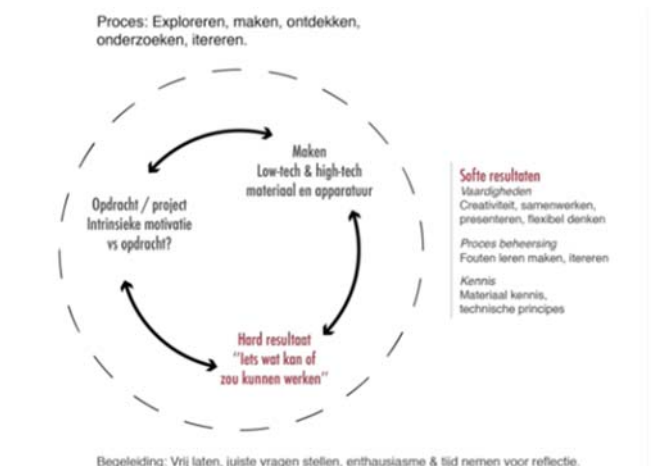 Proces: Exploreren, maken, ontdekken,
onderzoeken, itereren.
Maken
Low-tech & high-tech
materiaal en apparatuur
Opdracht / project
Intrinsieke motivatie
vs opdracht?
Hard resultaat
"Iets wat kan of
zou kunnen werken"
Softe resultaten
Vaardigheden
Creativiteit, samenwerken,
presenteren, flexibel denken
Proces beheersing
Fouten leren maken, itereren
Kennis
Materiaal kennis,
technische principes
Begeleiding: Vrij laten, juiste vragen stellen, enthousiasme & tijd nemen voor reflectie.